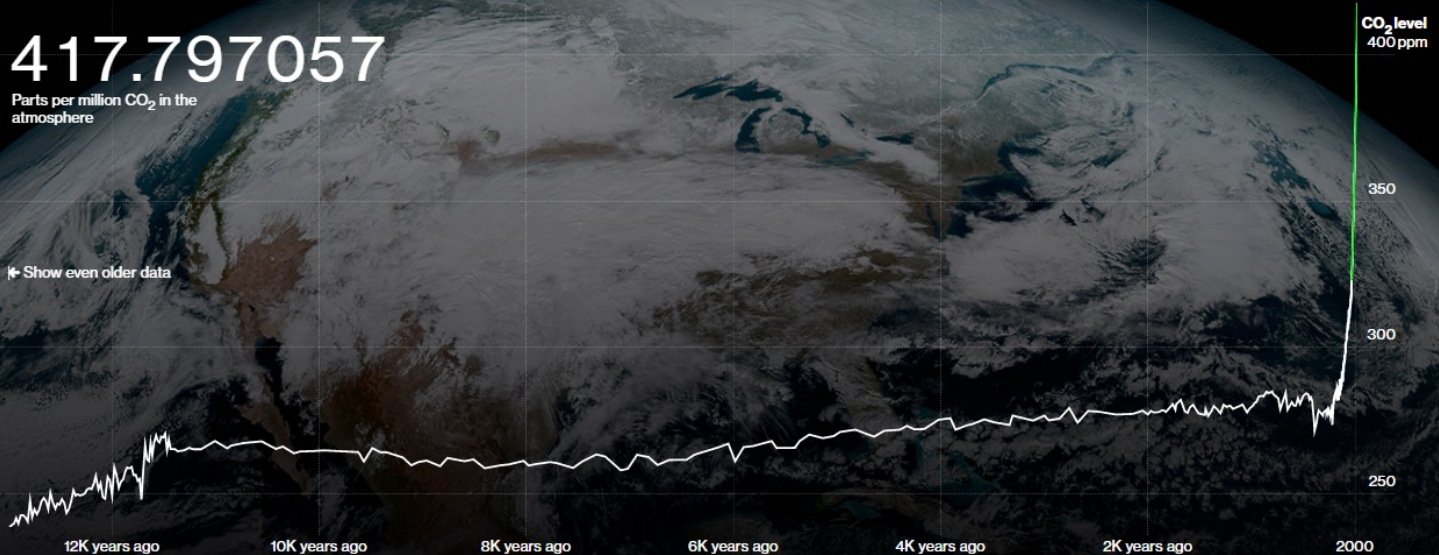 417.797057
Parts per million CO2 in the
atmosphere
CO2 level
400 ppm
350
Show even older data
300
250
12K years ago
10K years ago
8K years ago
6K years ago
4K years ago
2K years ago
2000